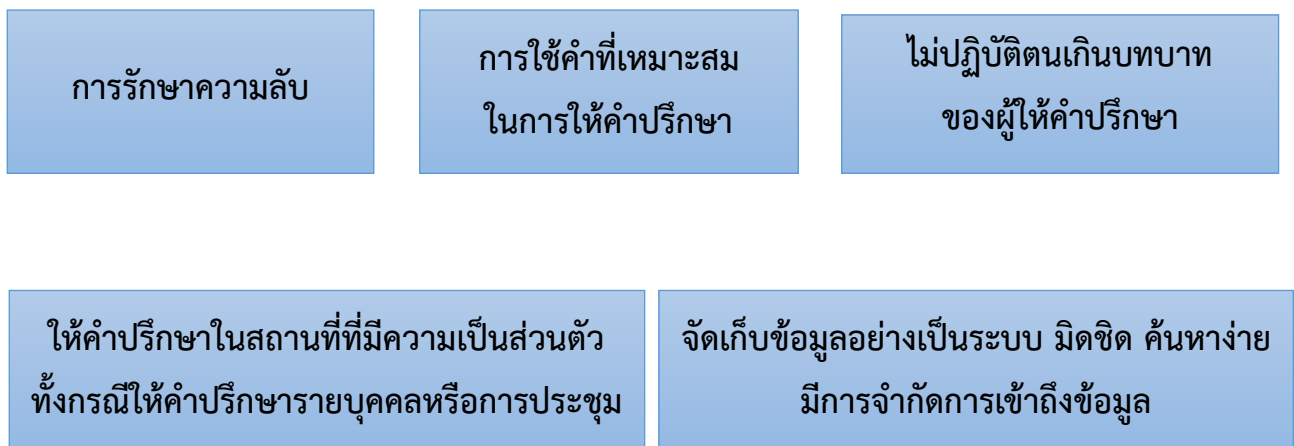 การรักษาความลับ
การใช้คำที่เหมาะสม
ในการให้คำปรึกษา
ไม่ปฏิบัติตนเกินบทบาท
ของผู้ให้คำปรึกษา
ให้คำปรึกษาในสถานที่ที่มีความเป็นส่วนตัว
ทั้งกรณีให้คำปรึกษารายบุคคลหรือการประชุม
จัดเก็บข้อมูลอย่างเป็นระบบ มิดชิด ค้นหาง่าย
มีการจำกัดการเข้าถึงข้อมูล